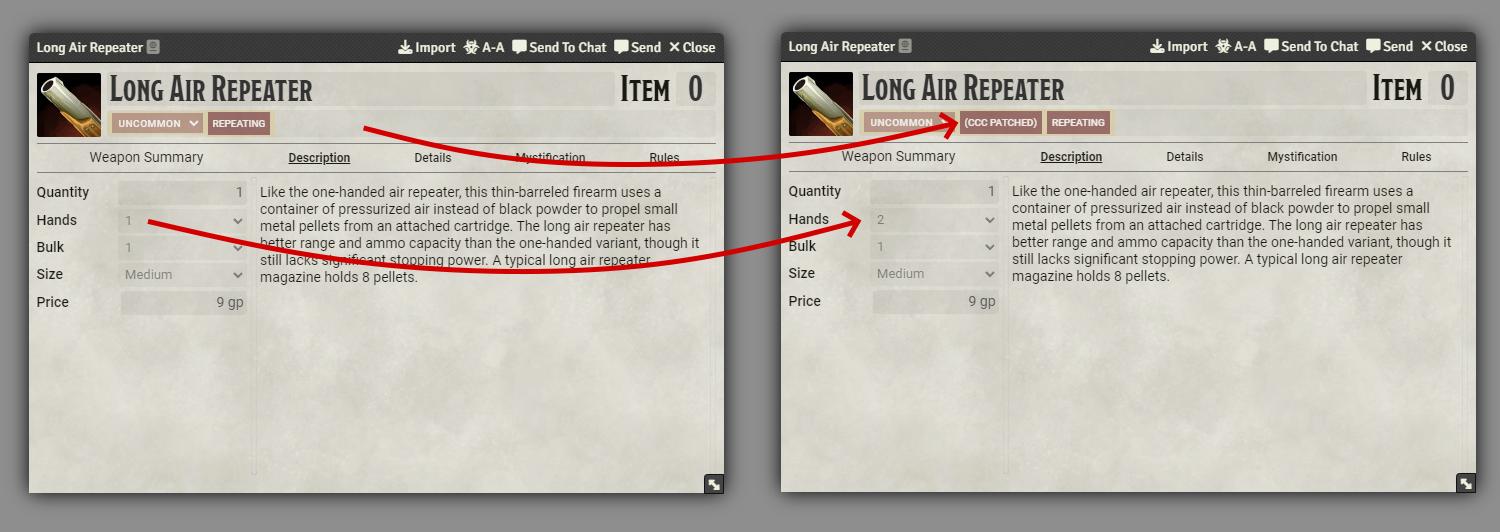 Long Air Repeater
Import A-A Send To Chat Send Close
Long Air Repeater
Item 0
UNCOMMON REPEATING
Weapon Summary
Description Details Mystification Rules
Quantity 1
Hands 1
Bulk 1
Size Medium
Price 9 gp
Like the one-handed air repeater, this thin-barreled firearm uses a
container of pressurized air instead of black powder to propel small
metal pellets from an attached cartridge. The long air repeater has
better range and ammo capacity than the one-handed variant, though it
still lacks significant stopping power. A typical long air repeater
magazine holds 8 pellets.
Long Air Repeater
Import A-A Send To Chat Send Close
Long Air Repeater
Item 0
UNCOMMON (CCC PATCHED) REPEATING
Weapon Summary
Description Details Mystification Rules
Quantity 1
Hands 2
Bulk 1
Size Medium
Price 9 gp
Like the one-handed air repeater, this thin-barreled firearm uses a
container of pressurized air instead of black powder to propel small
metal pellets from an attached cartridge. The long air repeater has
better range and ammo capacity than the one-handed variant, though it
still lacks significant stopping power. A typical long air repeater
magazine holds 8 pellets.